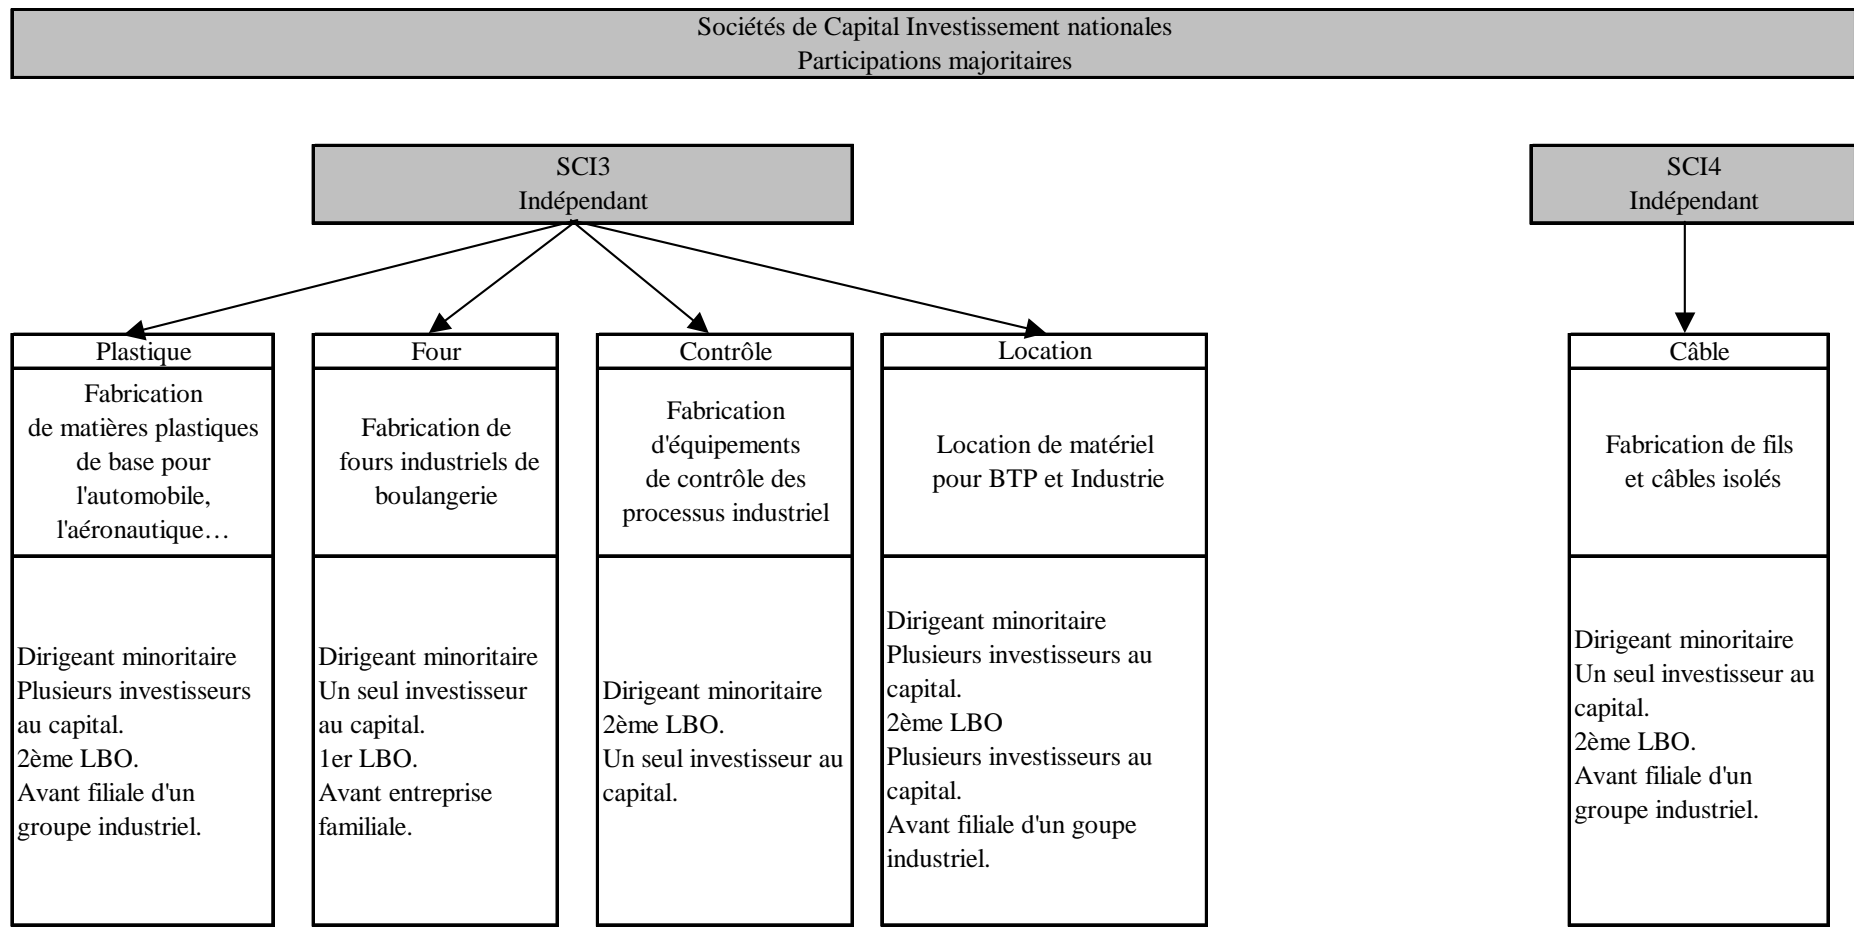 Sociétés de Capital Investissement nationales
Participations majoritaires
SCI3
Indépendant
SCI4
Indépendant
Plastique
Fabrication
de matières plastiques
de base pour
l'automobile,
l'aéronautique…
Dirigeant minoritaire
Plusieurs investisseurs
au capital.
2ème LBO.
Avant filiale d'un
groupe industriel.
Four
Fabrication de
fours industriels de
boulangerie
Dirigeant minoritaire
Un seul investisseur
au capital.
1er LBO.
Avant entreprise
familiale.
Contrôle
Fabrication
d'équipements
de contrôle des
processus industriel
Dirigeant minoritaire
2ème LBO.
Un seul investisseur au
capital.
Location
Location de matériel
pour BTP et Industrie
Dirigeant minoritaire
Plusieurs investisseurs au
capital.
2ème LBO
Plusieurs investisseurs au
capital.
Avant filiale d'un goupe
industriel.
Câble
Fabrication de fils
et câbles isolés
Dirigeant minoritaire
Un seul investisseur au
capital.
2ème LBO.
Avant filiale d'un
groupe industriel.